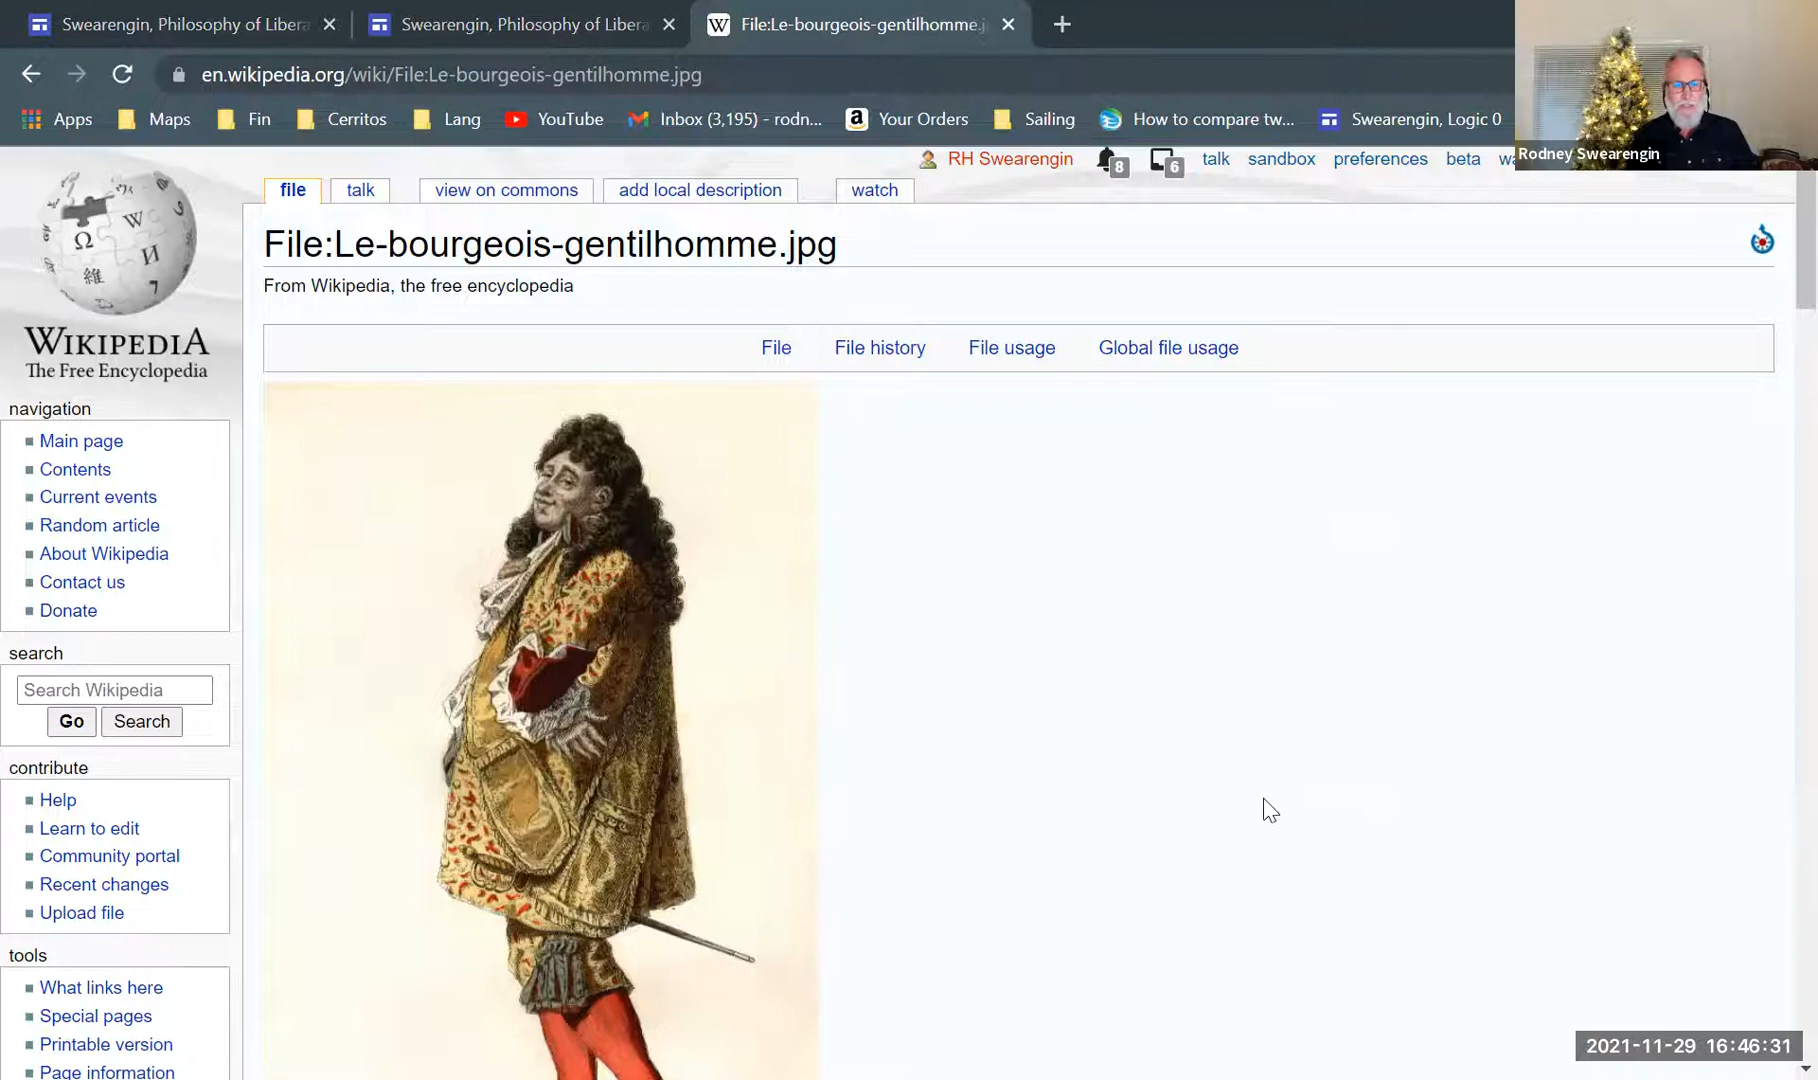 Swearengin, Philosophy of Libera
Swearengin, Philosophy of Libera
File:Le-bourgeois-gentilhomme.j
en.wikipedia.org/wiki/File:Le-bourgeois-gentilhomme.jpg
Apps Maps Fin Cerritos Lang YouTube Inbox (3,195) - rodn... Your Orders Sailing How to compare tw... Swearengin, Logic 0
Rodney Swearengin
RH Swearengin 8 6 talk sandbox preferences beta
file talk view on commons add local description watch
File:Le-bourgeois-gentilhomme.jpg
From Wikipedia, the free encyclopedia
File File history File usage Global file usage
WIKIPEDIA
The Free Encyclopedia
navigation
Main page
Contents
Current events
Random article
About Wikipedia
Contact us
Donate
search
Search Wikipedia
Go Search
contribute
Help
Learn to edit
Community portal
Recent changes
Upload file
tools
What links here
Special pages
Printable version
Page information
2021-11-29 16:46:31